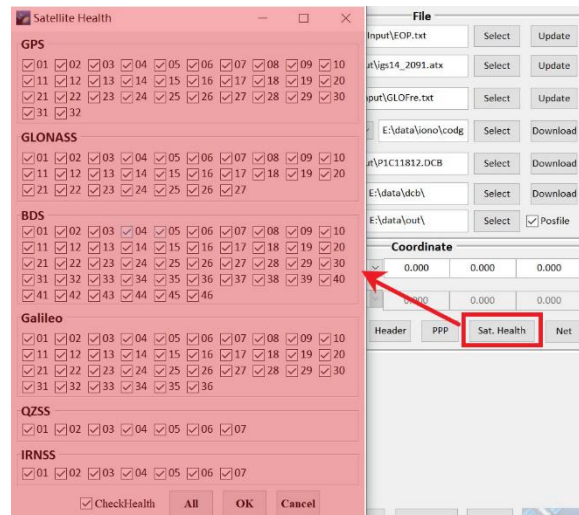 Satellite Health
GPS
01 02 03 04 05 06 07 08 09 10
11 12 13 14 15 16 17 18 19 20
21 22 23 24 25 26 27 28 29 30
31 32
GLONASS
01 02 03 04 05 06 07 08 09 10
11 12 13 14 15 16 17 18 19 20
21 22 23 24 25 26 27
BDS
01 02 03 04 05 06 07 08 09 10
11 12 13 14 15 16 17 18 19 20
21 22 23 24 25 26 27 28 29 30
31 32 33 34 35 36 37 38 39 40
41 42 43 44 45 46
Galileo
01 02 03 04 05 06 07 08 09 10
11 12 13 14 15 16 17 18 19 20
21 22 23 24 25 26 27 28 29 30
31 32 33 34 35 36
QZSS
01 02 03 04 05 06 07
IRNSS
01 02 03 04 05 06 07
CheckHealth All OK Cancel
File
Input\EOP.txt Select Update
ut\igs14_2091.atx Select Update
put\GLOFre.txt Select Update
E:\data\iono\codg Select Download
ut\P1C11812.DCB Select Download
E:\data\dcb\ Select Download
E:\data\out\ Select Posfile
Coordinate
0.000 0.000 0.000
0.000 0.000 0.000
Header PPP Sat. Health Net